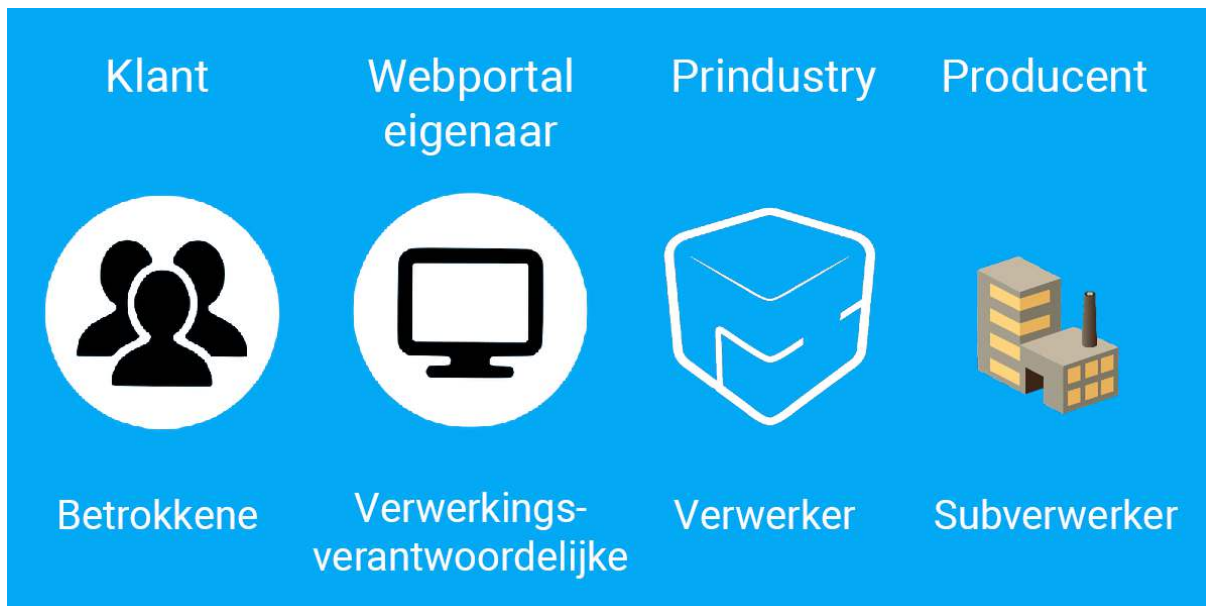 Klant
Webportal
eigenaar
Prindustry
Producent
Betrokkene
Verwerkings-
verantwoordelijke
Verwerker
Subverwerker